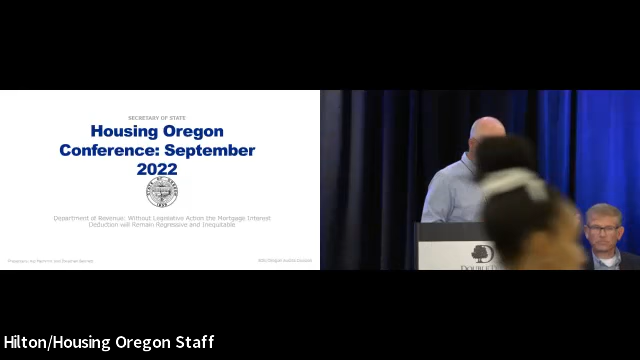 SECRETARY OF STATE
Housing Oregon
Conference: September
2022
Department of Revenue: Without Legislative Action the Mortgage Interest
Deduction will Remain Regressive and Inequitable
DOUBLE
Hilton/Housing Oregon Staff